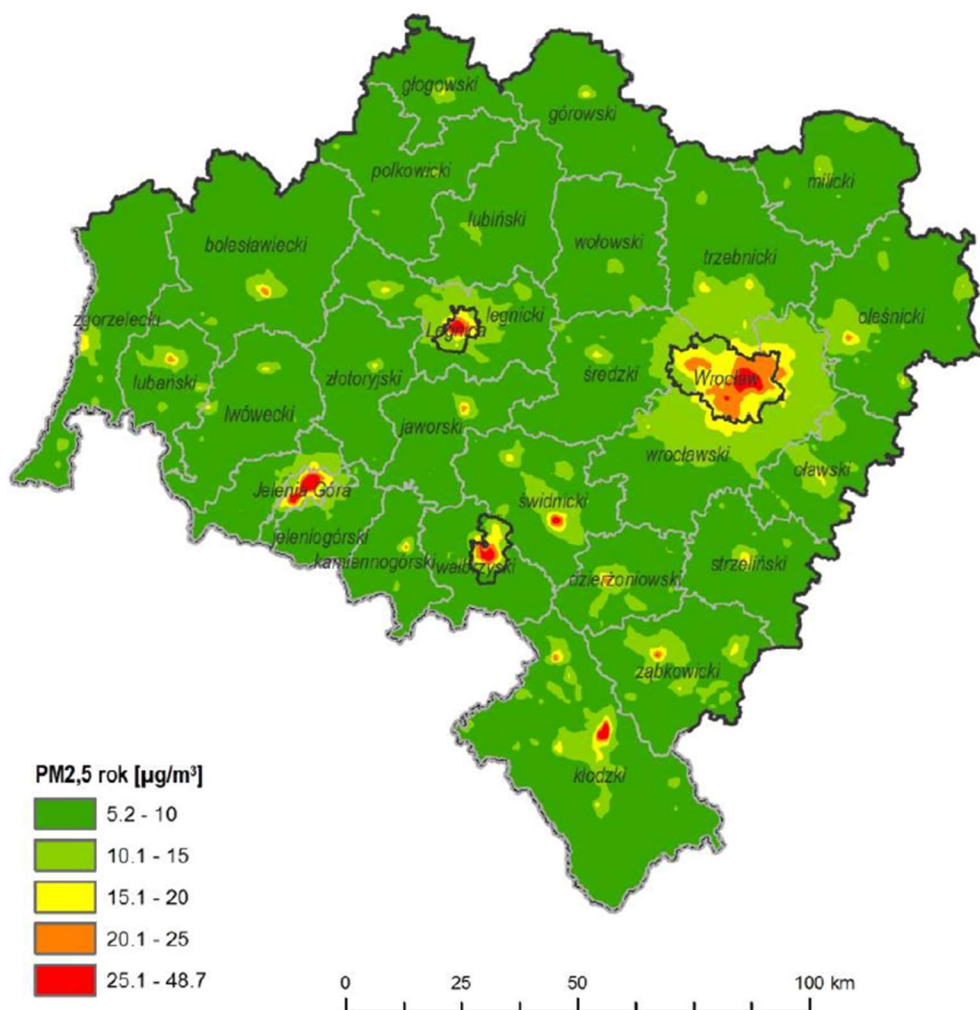 głogowski
górowski
polkowicki
milicki
lubiński
bolesławiecki
wołowski
trzebnicki
zgorzelecki
legnicki
Legnica
oleśnicki
lubański
złotoryjski
średzki
Wrocław
lwówecki
jaworski
wrocławski
oławski
Jelenia Góra
świdnicki
jeleniogórski
kamiennogórski
wałbrzyski
dzierżoniowski
strzeliński
ząbkowicki
kłodzki
PM2,5 rok [µg/m³]
5.2 - 10
10.1 - 15
15.1 - 20
20.1 - 25
25.1 - 48.7
0 25 50 100 km